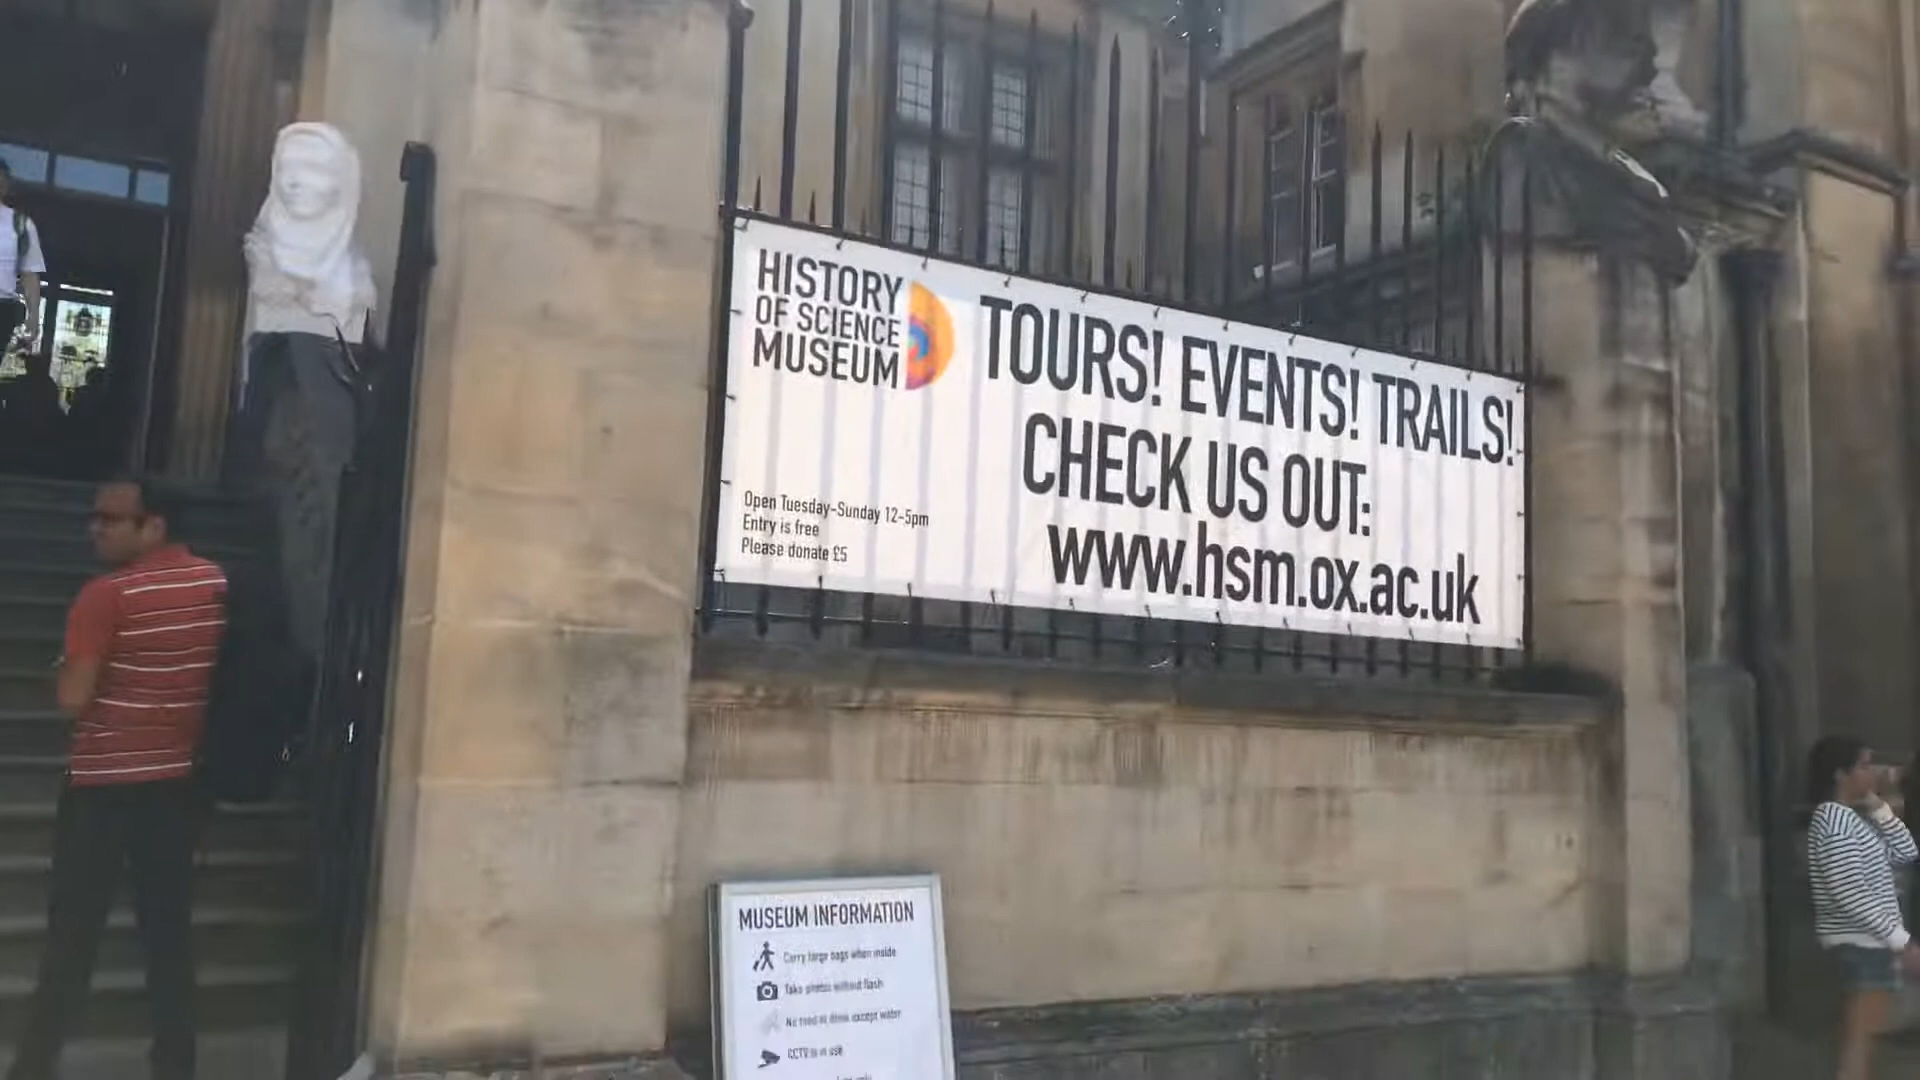 HISTORY
OF SCIENCE
MUSEUM
TOURS! EVENTS! TRAILS!
CHECK US OUT:
www.hsm.ox.ac.uk
Open Tuesday-Sunday 12-5pm
Entry is free
Please donate £5
MUSEUM INFORMATION
Carry large bags when inside
Take photos without flash
No food or drink except water
CCTV is in use